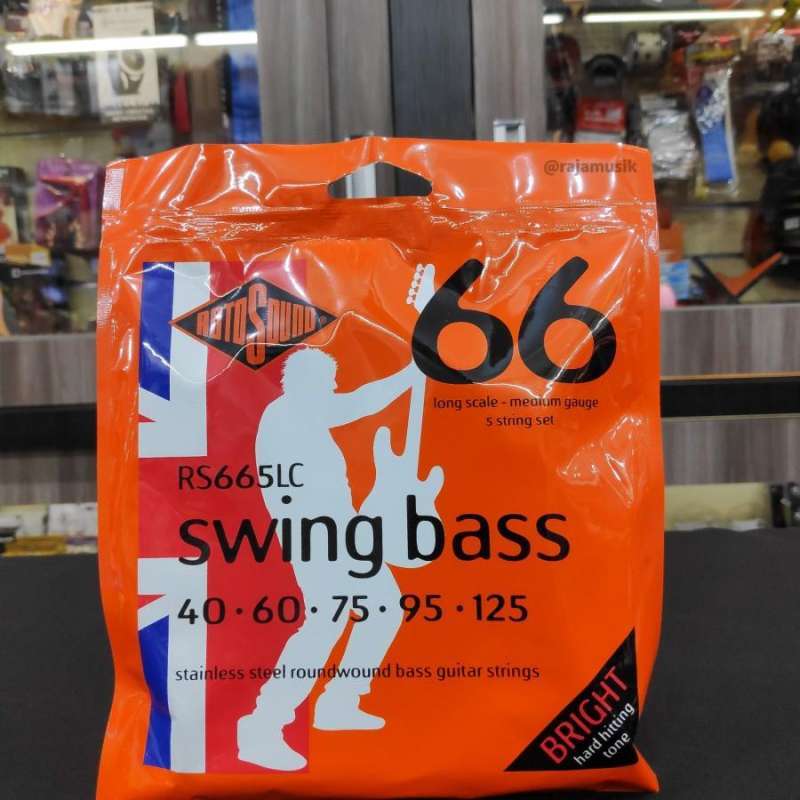 @rajamusik
ROTOSOUND
66
long scale - medium gauge
5 string set
RS665LC
swing bass
40 · 60 · 75 · 95 · 125
stainless steel roundwound bass guitar strings
BRIGHT
hard hitting
tone